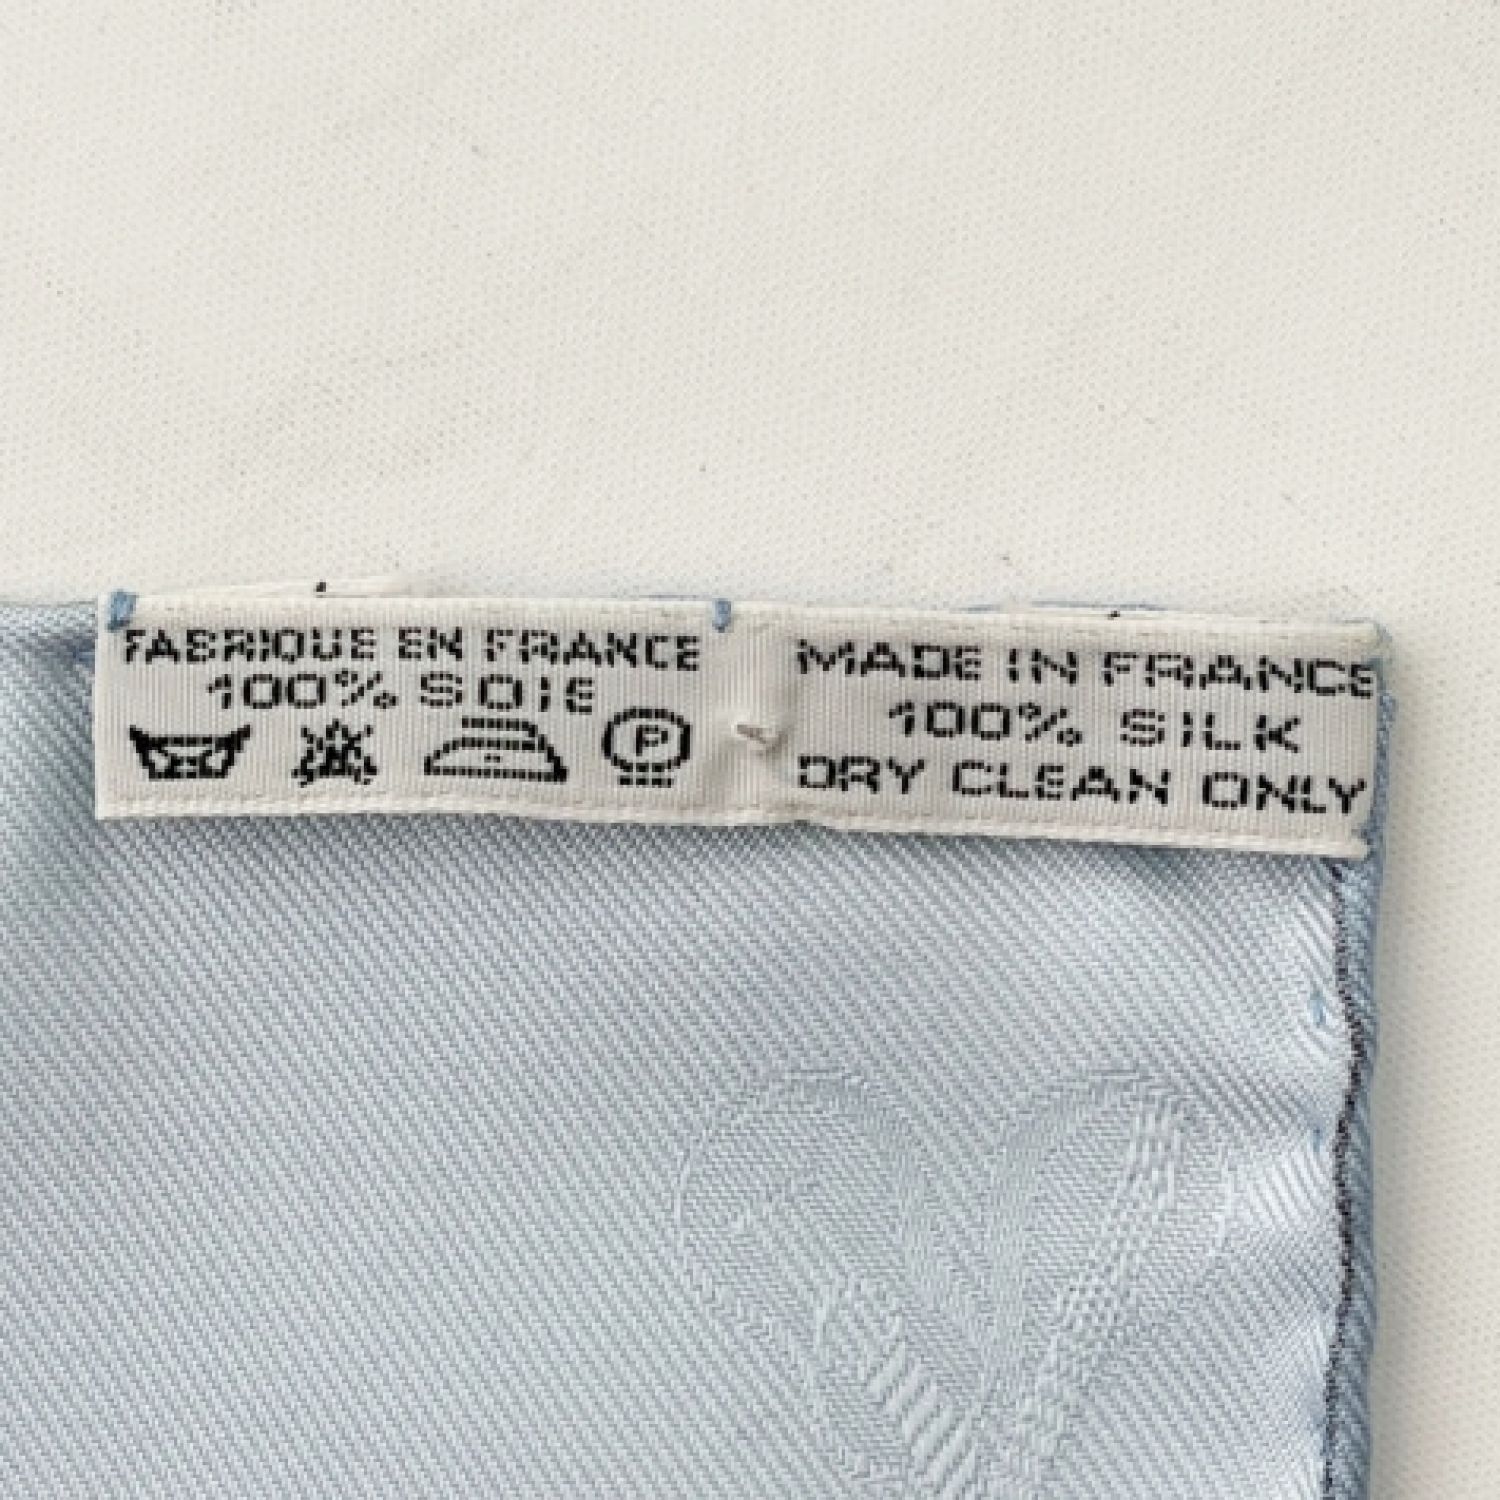 FABRIQUE EN FRANCE
100% SOIE
P
MADE IN FRANCE
100% SILK
DRY CLEAN ONLY